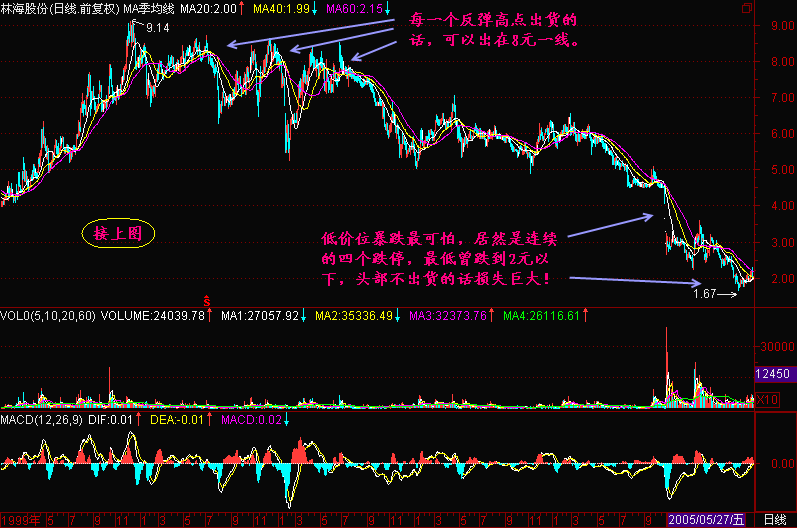 林海股份(日线.前复权) MA季均线 MA20:2.00↑ MA40:1.99↓ MA60:2.15↓
每一个反弹高点出货的
话，可以出在8元一线。
9.14
9.00
8.00
7.00
6.00
5.00
4.00
3.00
2.00
接上图
低价位暴跌最可怕，居然是连续
的四个跌停，最低曾跌到2元以
下，头部不出货的话损失巨大！
1.67
Ŝ
VOL0(5,10,20,60) VOLUME:24039.78↑ MA1:27057.92↓ MA2:35336.49↓ MA3:32373.76↑ MA4:26116.61↑
30000
12450
X10
MACD(12,26,9) DIF:0.01↑ DEA:-0.01↑ MACD:0.02↓
0.00
1999年 5 7 9 11 1 3 5 7 9 11 1 3 5 7 9 11 1 3 5 7 9 11 1 3 5 7 9 11 1 3 5 7 9 2005/05/27/五 日线